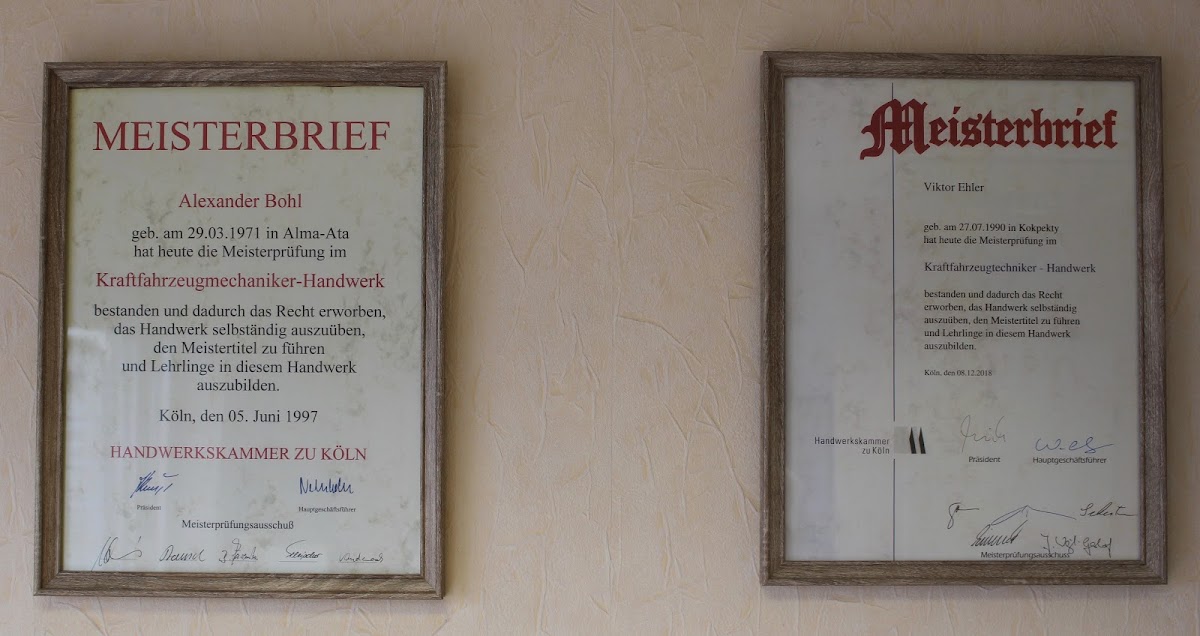 MEISTERBRIEF
Alexander Bohl
geb. am 29.03.1971 in Alma-Ata
hat heute die Meisterprüfung im
Kraftfahrzeugmechaniker-Handwerk
bestanden und dadurch das Recht erworben,
das Handwerk selbständig auszuüben,
den Meistertitel zu führen
und Lehrlinge in diesem Handwerk
auszubilden.
Köln, den 05. Juni 1997
HANDWERKSKAMMER ZU KÖLN
Präsident
Hauptgeschäftsführer
Meisterprüfungsausschuß
Meisterbrief
Viktor Ehler
geb. am 27.07.1990 in Kokpekty
hat heute die Meisterprüfung im
Kraftfahrzeugtechniker - Handwerk
bestanden und dadurch das Recht
erworben, das Handwerk selbständig
auszuüben, den Meistertitel zu führen
und Lehrlinge in diesem Handwerk
auszubilden.
Köln, den 08.12.2018
Handwerkskammer
zu Köln
Präsident
Hauptgeschäftsführer
Meisterprüfungsausschuss